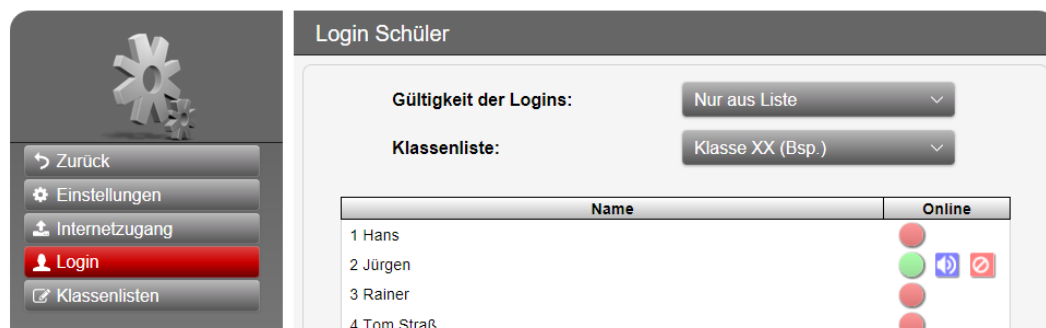 Zurück
Einstellungen
Internetzugang
Login
Klassenlisten
Login Schüler
Gültigkeit der Logins: Nur aus Liste
Klassenliste: Klasse XX (Bsp.)
Name Online
1 Hans
2 Jürgen
3 Rainer
4 Tom Straß